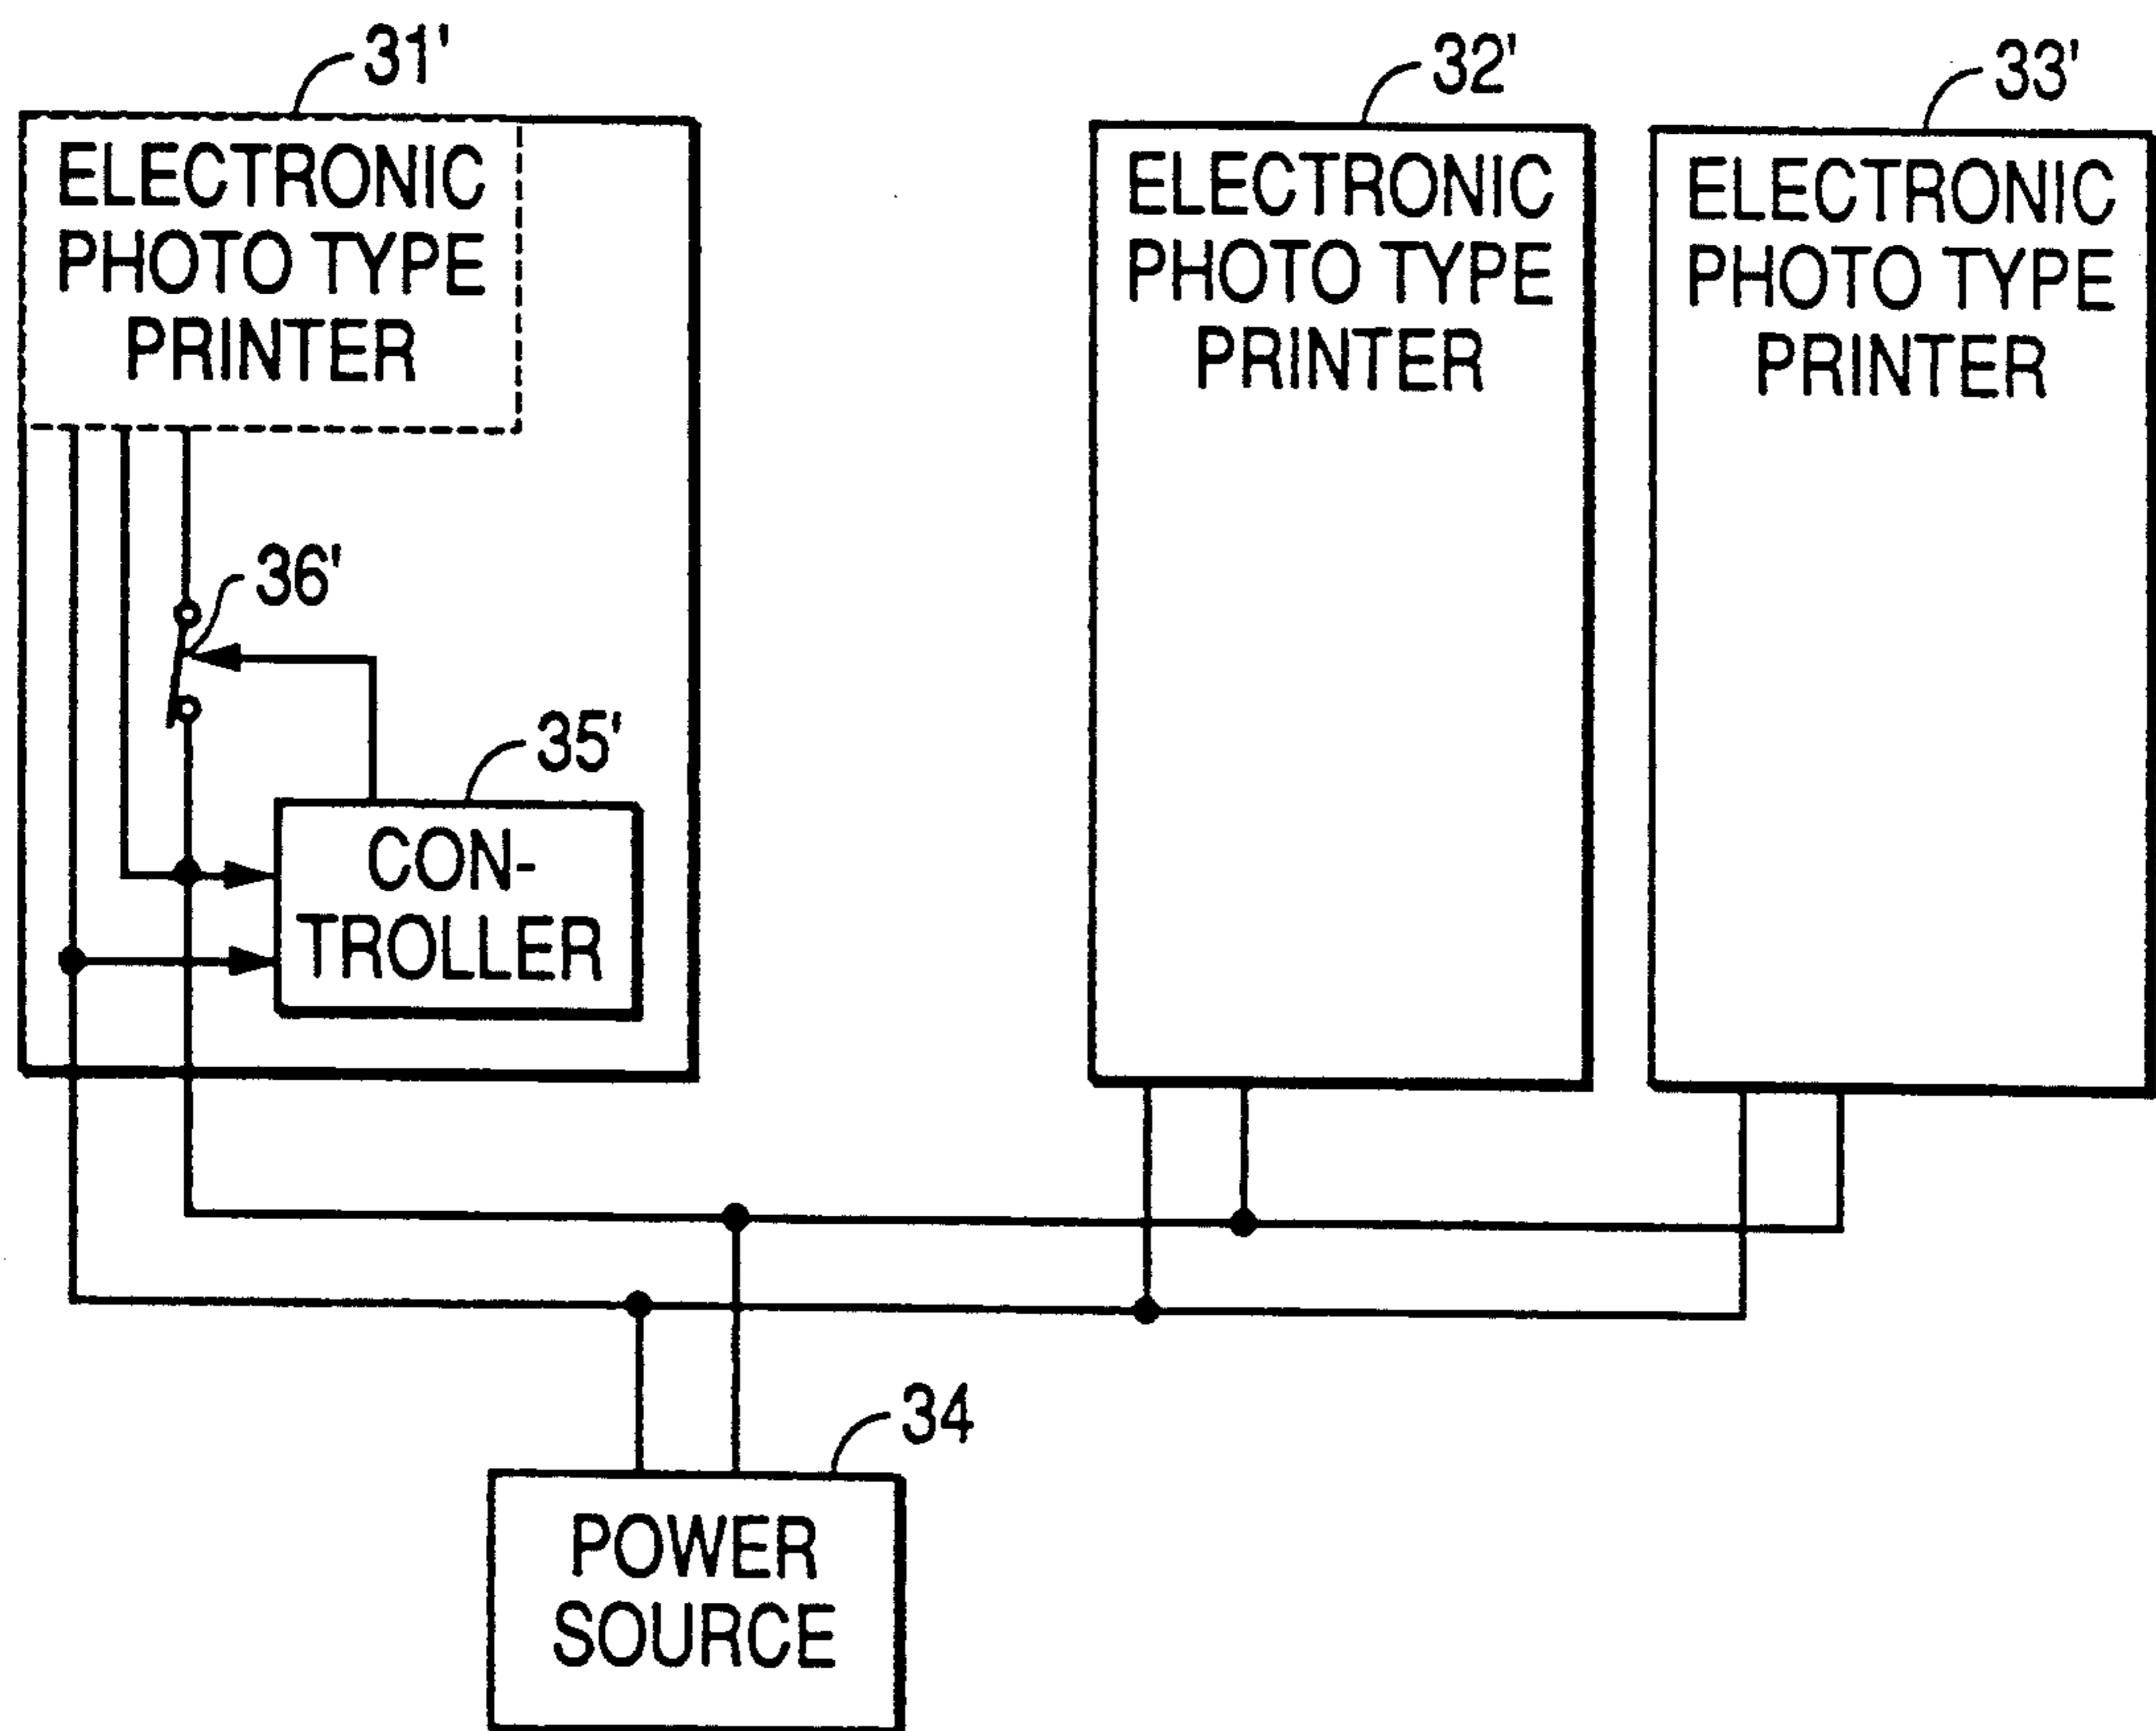 31'
ELECTRONIC
PHOTO TYPE
PRINTER
36'
35'
CON-
TROLLER
32'
ELECTRONIC
PHOTO TYPE
PRINTER
33'
ELECTRONIC
PHOTO TYPE
PRINTER
34
POWER
SOURCE